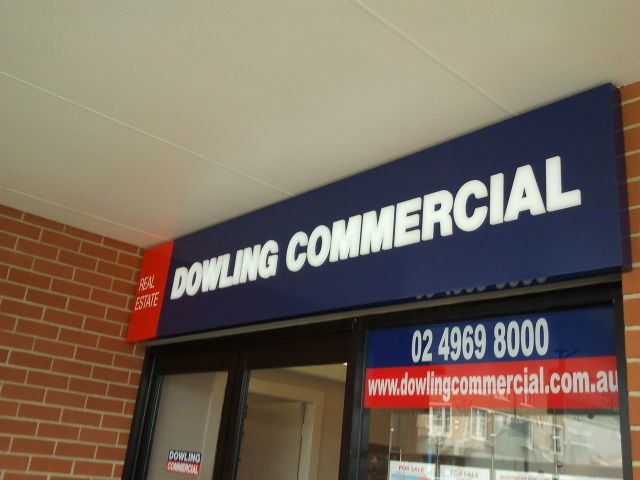 REAL
ESTATE
DOWLING COMMERCIAL
02 4969 8000
www.dowlingcommercial.com.au
DOWLING
COMMERCIAL
FOR SALE
FOR SALE